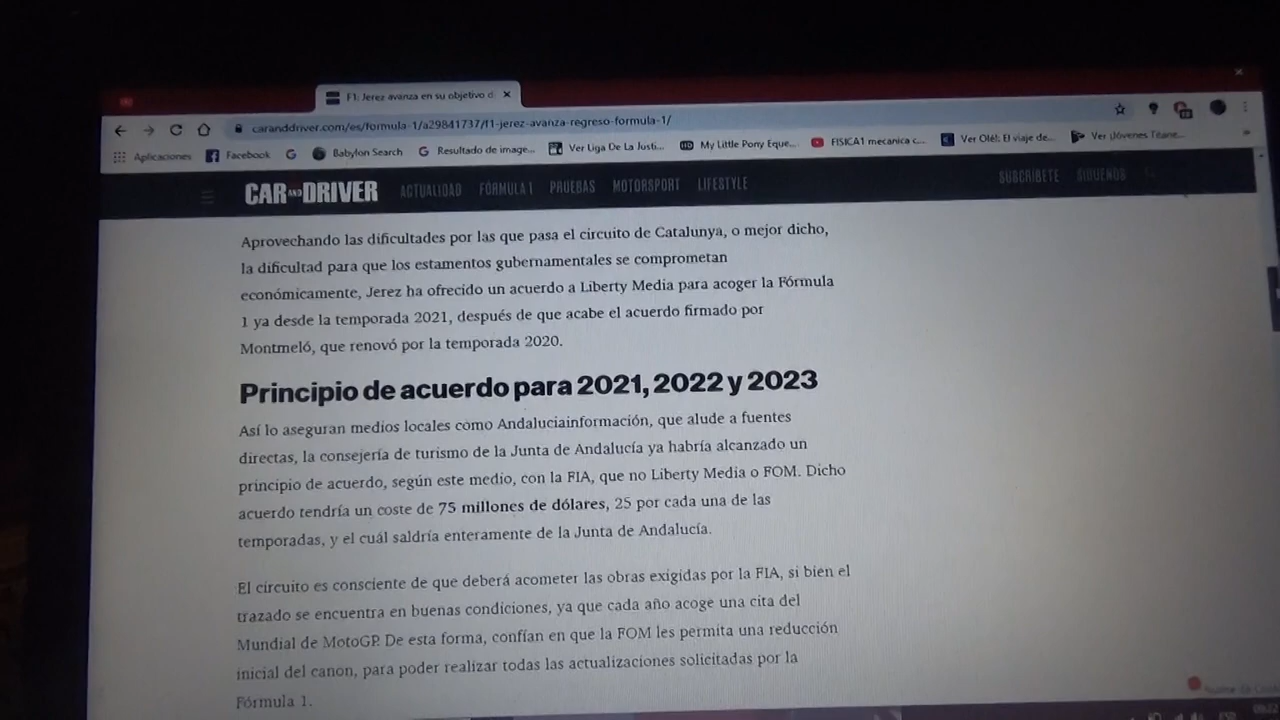 F1: Jerez avanza en su objetivo d
caranddriver.com/es/formula-1/a29841737/f1-jerez-avanza-regreso-formula-1/
Aplicaciones Facebook Babylon Search Resultado de image... Ver Liga De La Justi... My Little Pony Eque... FISICA1 mecanica c... Ver Olé!: El viaje de... Ver ¡Jóvenes Titane...
CAR AND DRIVER ACTUALIDAD FÓRMULA 1 PRUEBAS MOTORSPORT LIFESTYLE SUSCRÍBETE SÍGUENOS
Aprovechando las dificultades por las que pasa el circuito de Catalunya, o mejor dicho,
la dificultad para que los estamentos gubernamentales se comprometan
económicamente, Jerez ha ofrecido un acuerdo a Liberty Media para acoger la Fórmula
1 ya desde la temporada 2021, después de que acabe el acuerdo firmado por
Montmeló, que renovó por la temporada 2020.
Principio de acuerdo para 2021, 2022 y 2023
Así lo aseguran medios locales como Andaluciainformación, que alude a fuentes
directas, la consejería de turismo de la Junta de Andalucía ya habría alcanzado un
principio de acuerdo, según este medio, con la FIA, que no Liberty Media o FOM. Dicho
acuerdo tendría un coste de 75 millones de dólares, 25 por cada una de las
temporadas, y el cuál saldría enteramente de la Junta de Andalucía.
El circuito es consciente de que deberá acometer las obras exigidas por la FIA, si bien el
trazado se encuentra en buenas condiciones, ya que cada año acoge una cita del
Mundial de MotoGP. De esta forma, confían en que la FOM les permita una reducción
inicial del canon, para poder realizar todas las actualizaciones solicitadas por la
Fórmula 1.